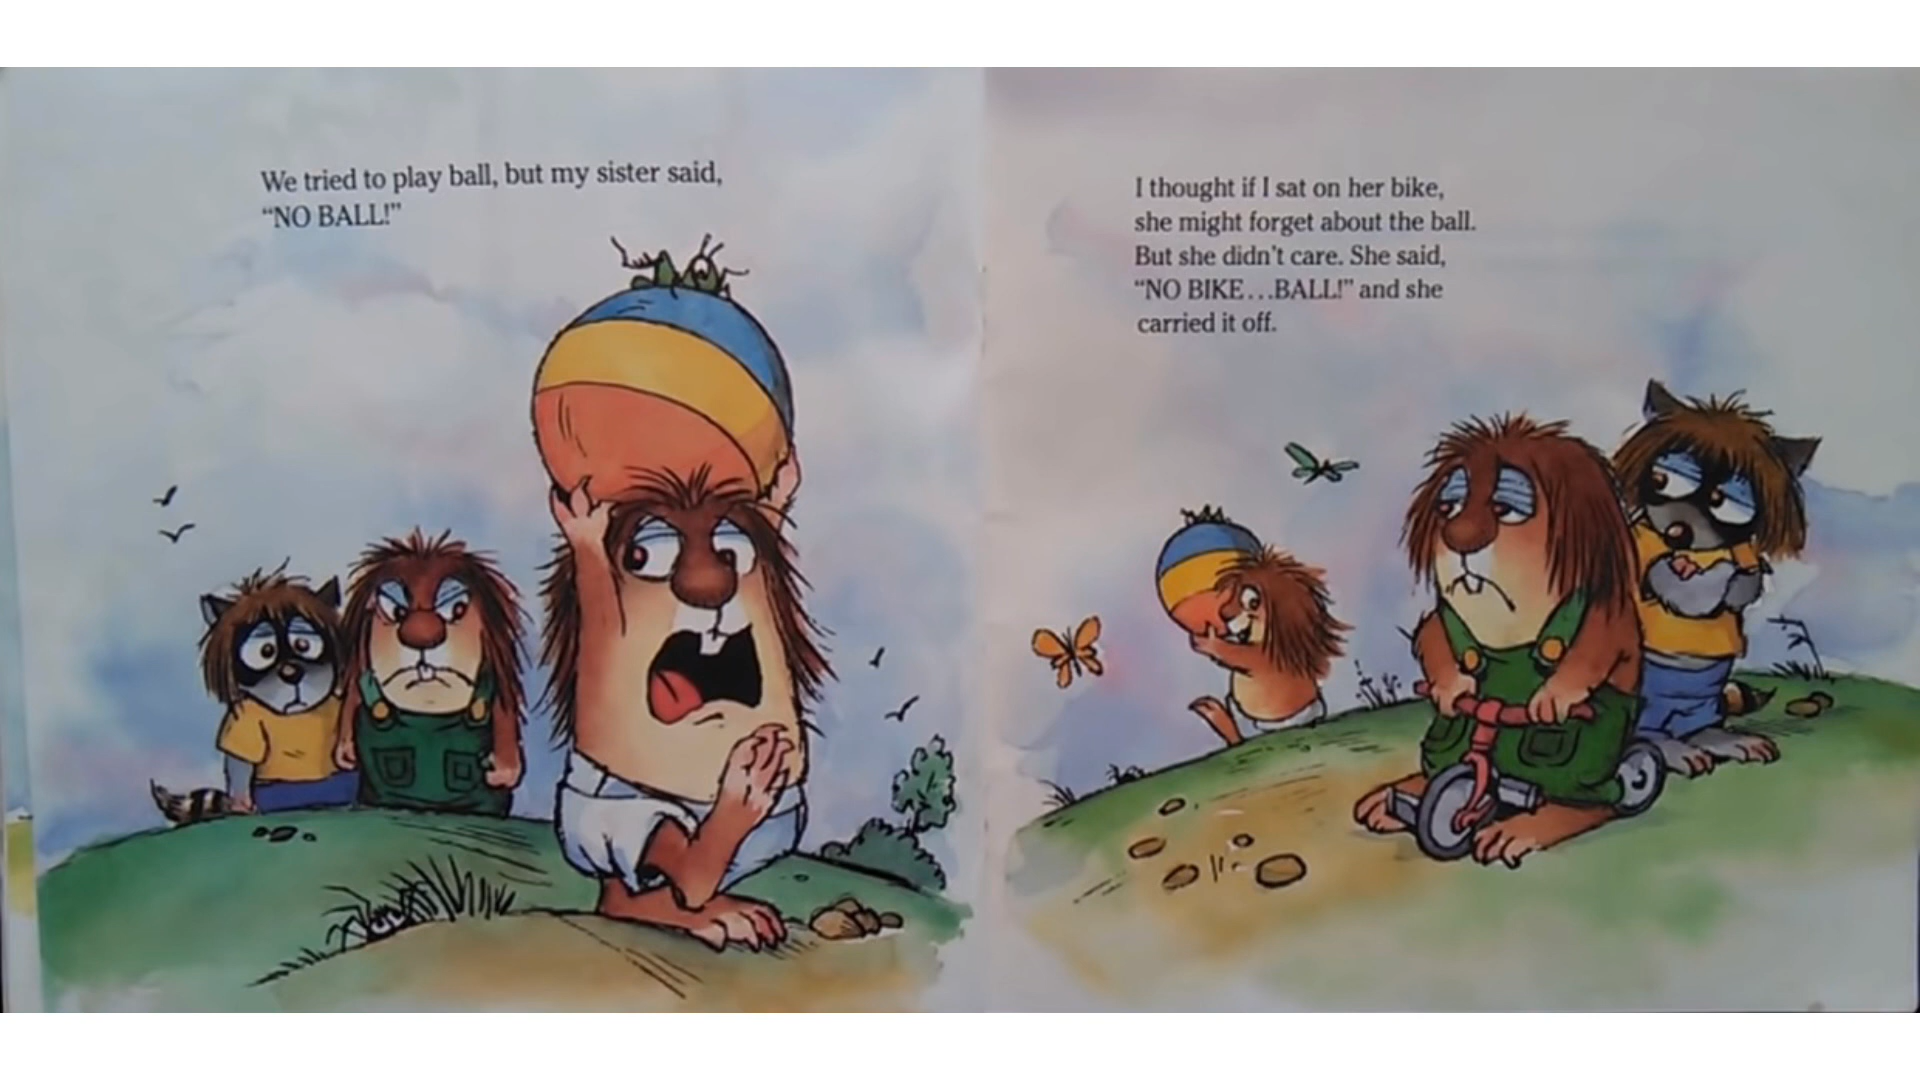 We tried to play ball, but my sister said,
“NO BALL!”
I thought if I sat on her bike,
she might forget about the ball.
But she didn’t care. She said,
“NO BIKE...BALL!” and she
carried it off.